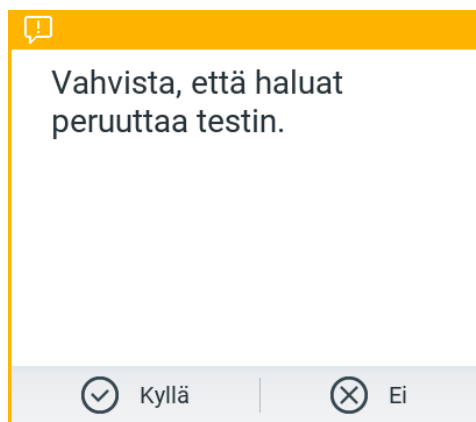 Vahvista, että haluat
peruuttaa testin.
Kyllä
Ei